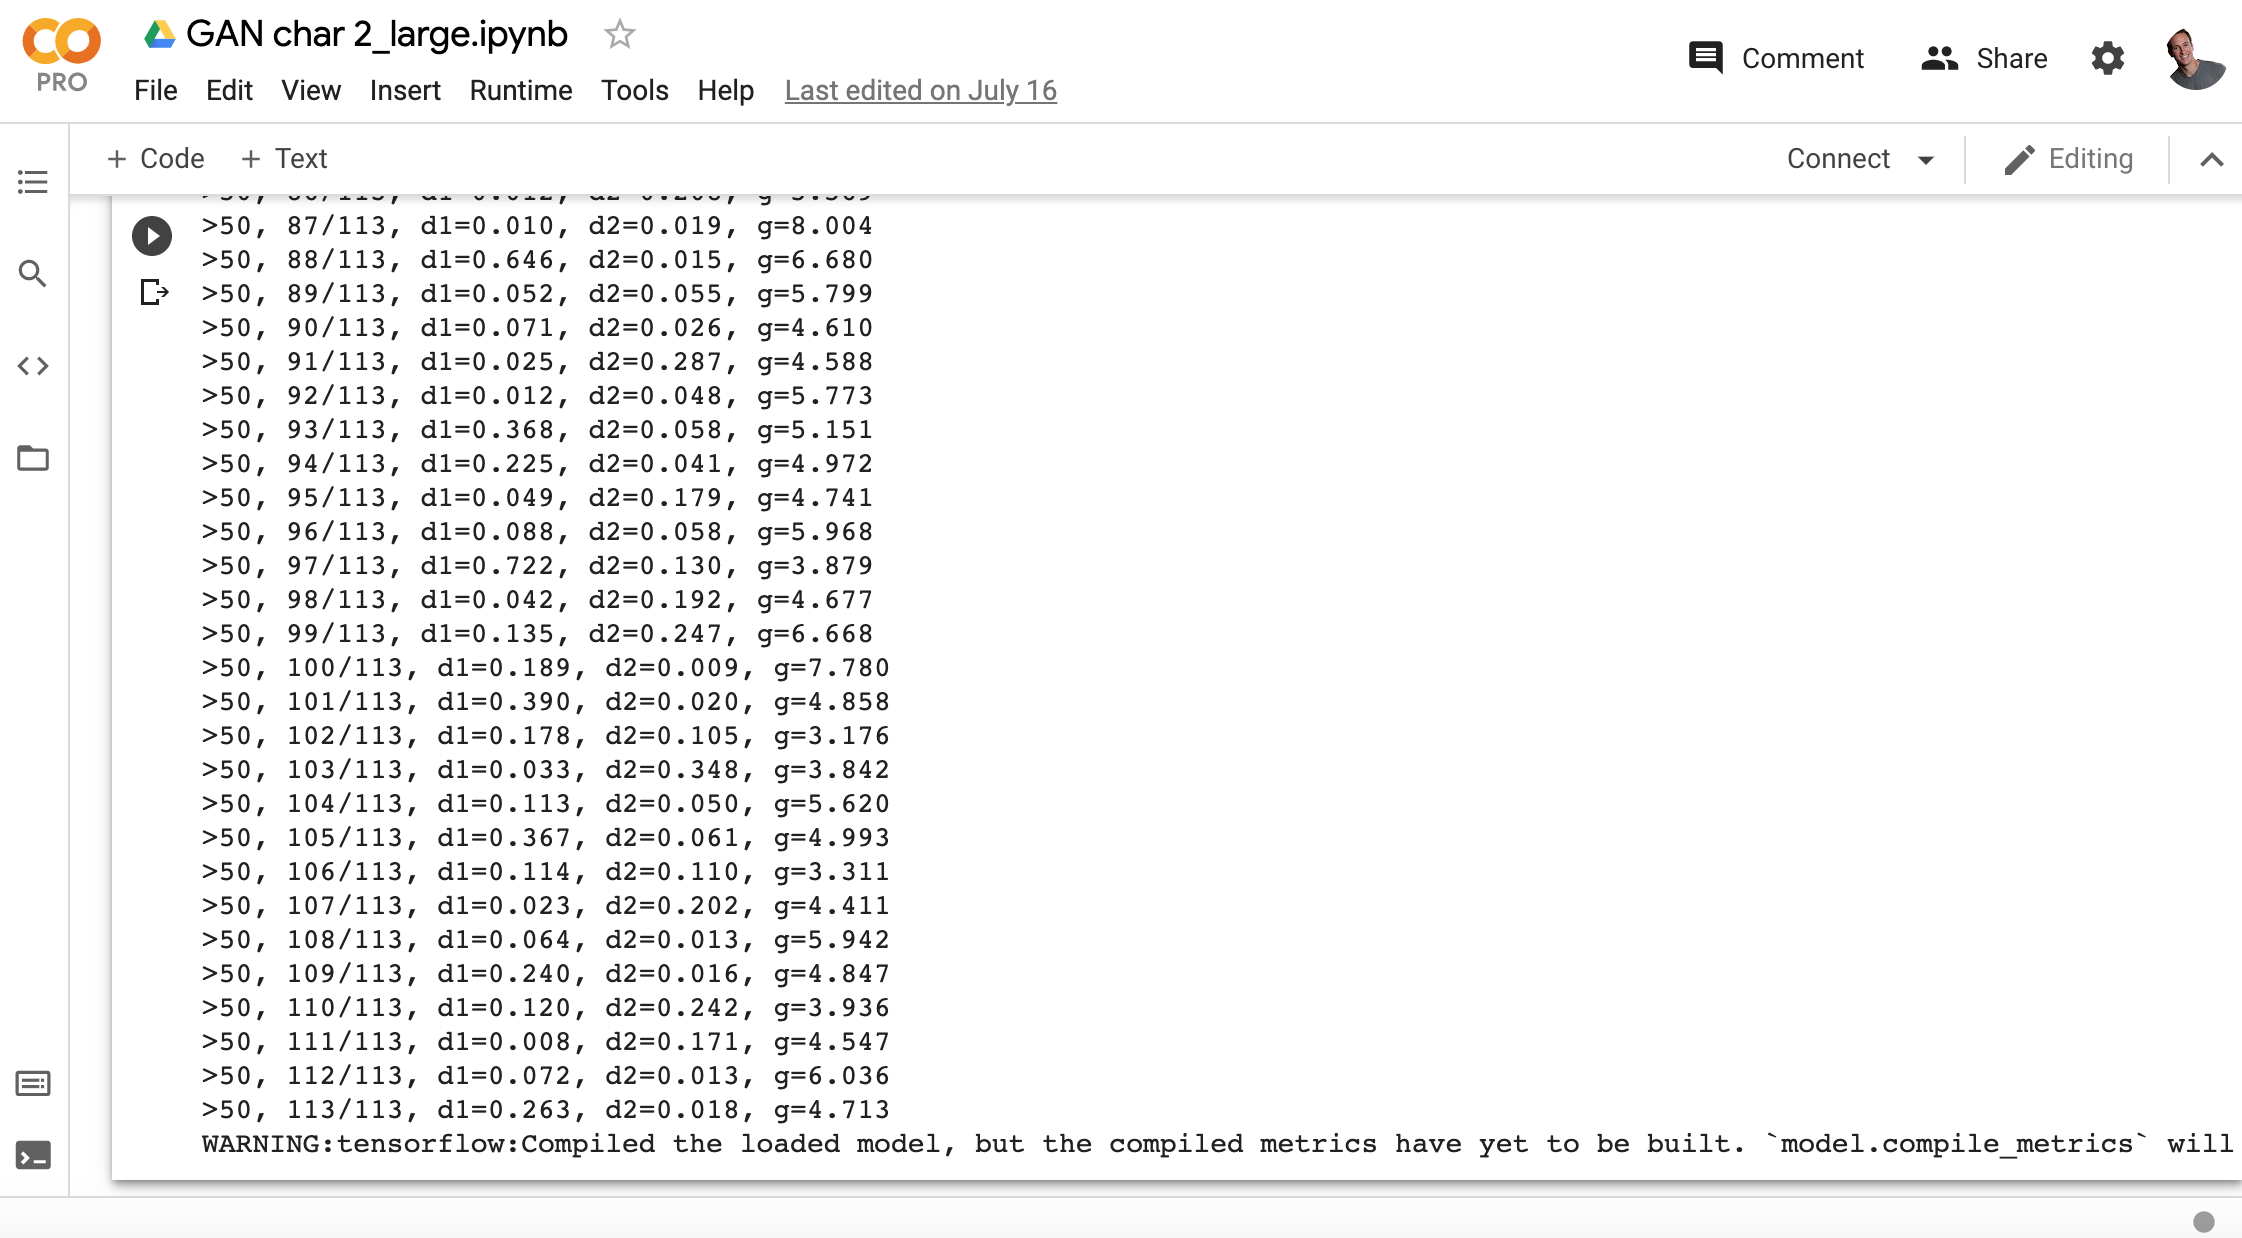 GAN char 2_large.ipynb
PRO
File Edit View Insert Runtime Tools Help Last edited on July 16
Comment Share
+ Code + Text
Connect Editing
>50, 87/113, d1=0.010, d2=0.019, g=8.004
>50, 88/113, d1=0.646, d2=0.015, g=6.680
>50, 89/113, d1=0.052, d2=0.055, g=5.799
>50, 90/113, d1=0.071, d2=0.026, g=4.610
>50, 91/113, d1=0.025, d2=0.287, g=4.588
>50, 92/113, d1=0.012, d2=0.048, g=5.773
>50, 93/113, d1=0.368, d2=0.058, g=5.151
>50, 94/113, d1=0.225, d2=0.041, g=4.972
>50, 95/113, d1=0.049, d2=0.179, g=4.741
>50, 96/113, d1=0.088, d2=0.058, g=5.968
>50, 97/113, d1=0.722, d2=0.130, g=3.879
>50, 98/113, d1=0.042, d2=0.192, g=4.677
>50, 99/113, d1=0.135, d2=0.247, g=6.668
>50, 100/113, d1=0.189, d2=0.009, g=7.780
>50, 101/113, d1=0.390, d2=0.020, g=4.858
>50, 102/113, d1=0.178, d2=0.105, g=3.176
>50, 103/113, d1=0.033, d2=0.348, g=3.842
>50, 104/113, d1=0.113, d2=0.050, g=5.620
>50, 105/113, d1=0.367, d2=0.061, g=4.993
>50, 106/113, d1=0.114, d2=0.110, g=3.311
>50, 107/113, d1=0.023, d2=0.202, g=4.411
>50, 108/113, d1=0.064, d2=0.013, g=5.942
>50, 109/113, d1=0.240, d2=0.016, g=4.847
>50, 110/113, d1=0.120, d2=0.242, g=3.936
>50, 111/113, d1=0.008, d2=0.171, g=4.547
>50, 112/113, d1=0.072, d2=0.013, g=6.036
>50, 113/113, d1=0.263, d2=0.018, g=4.713
WARNING:tensorflow:Compiled the loaded model, but the compiled metrics have yet to be built. `model.compile_metrics` will